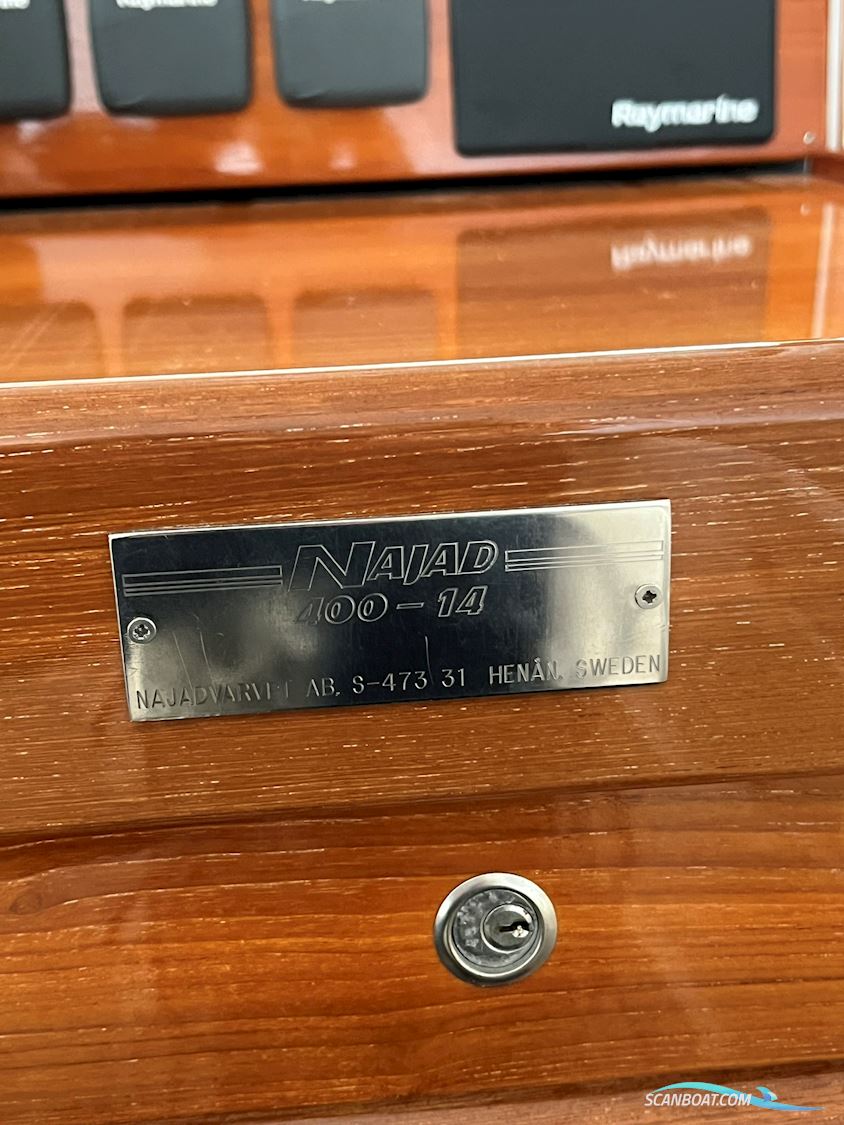 Raymarine
Raymarine
NAJAD
400-14
NAJADVARVET AB, S-473 31 HENÅN, SWEDEN
SCANBOAT.COM